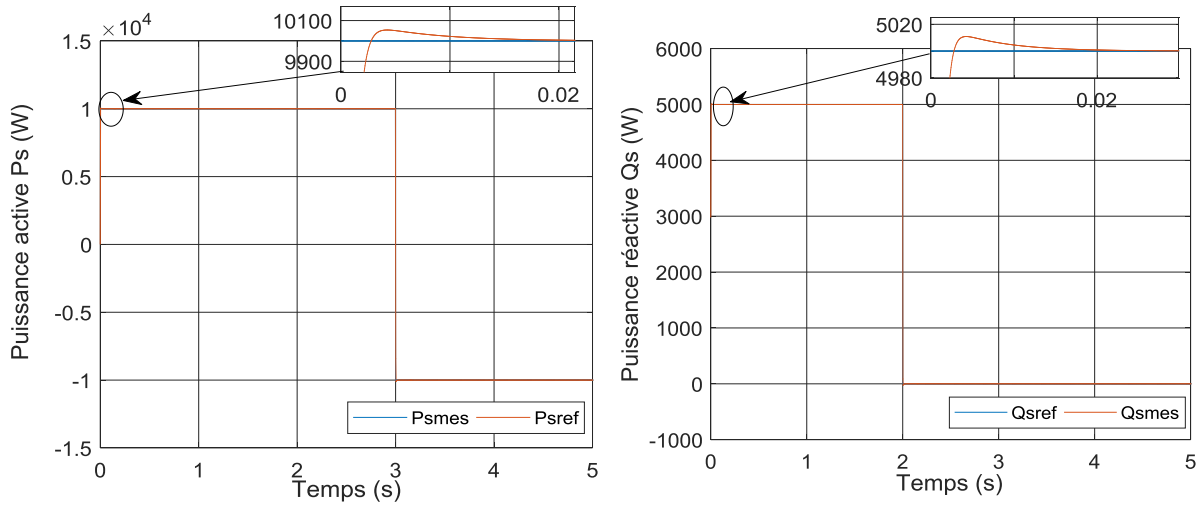 ×10⁴
1.5
1
0.5
0
-0.5
-1
-1.5
Puissance active Ps (W)
0 1 2 3 4 5
Temps (s)
10100
9900
0 0.02
Psmes Psref
6000
5000
4000
3000
2000
1000
0
-1000
Puissance réactive Qs (W)
0 1 2 3 4 5
Temps (s)
5020
4980
0 0.02
Qsref Qsmes